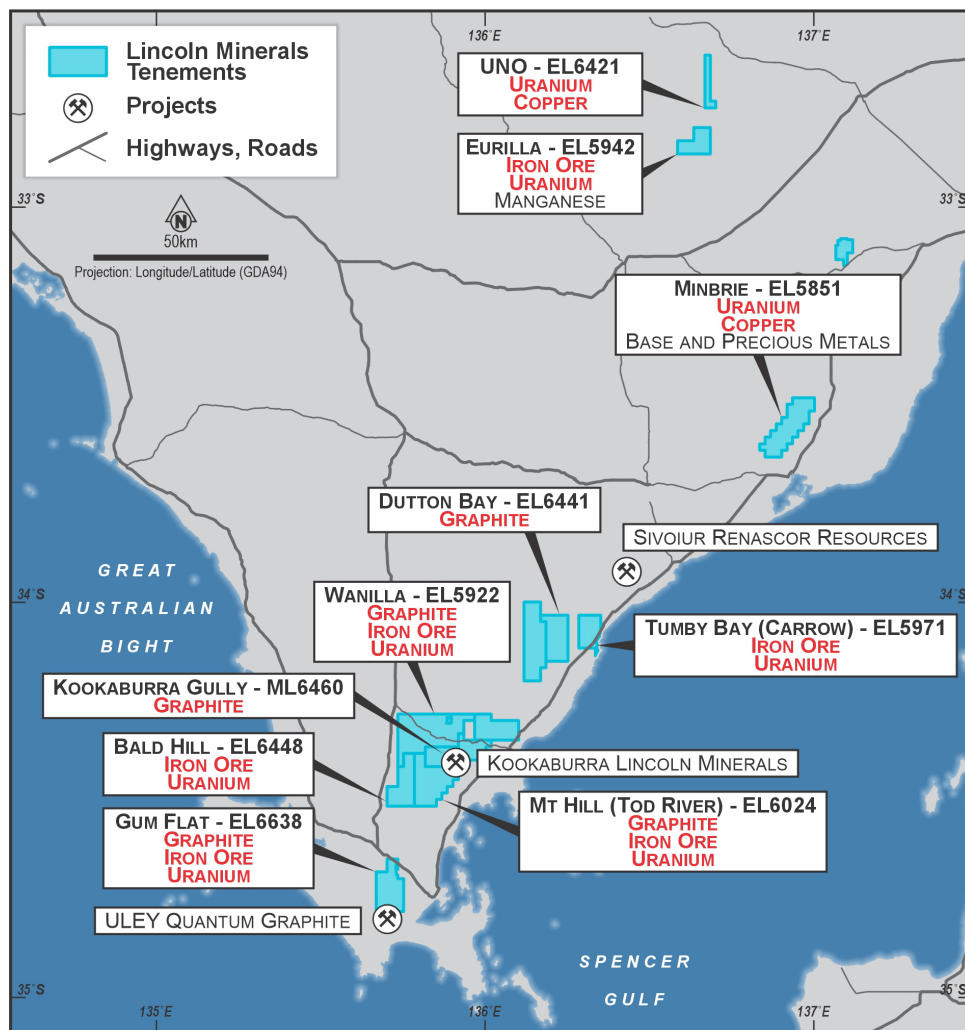 136°E
137°E
Lincoln Minerals
Tenements
Projects
Highways, Roads
UNO - EL6421
URANIUM
COPPER
EURILLA - EL5942
IRON ORE
URANIUM
MANGANESE
33°S
33°S
N
50km
Projection: Longitude/Latitude (GDA94)
MINBRIE - EL5851
URANIUM
COPPER
BASE AND PRECIOUS METALS
DUTTON BAY - EL6441
GRAPHITE
SIVOIUR RENASCOR RESOURCES
GREAT
AUSTRALIAN
BIGHT
34°S
34°S
WANILLA - EL5922
GRAPHITE
IRON ORE
URANIUM
TUMBY BAY (CARROW) - EL5971
IRON ORE
URANIUM
KOOKABURRA GULLY - ML6460
GRAPHITE
BALD HILL - EL6448
IRON ORE
URANIUM
KOOKABURRA LINCOLN MINERALS
MT HILL (TOD RIVER) - EL6024
GRAPHITE
IRON ORE
URANIUM
GUM FLAT - EL6638
GRAPHITE
IRON ORE
URANIUM
ULEY QUANTUM GRAPHITE
SPENCER
GULF
35°S
35°S
135°E
136°E
137°E